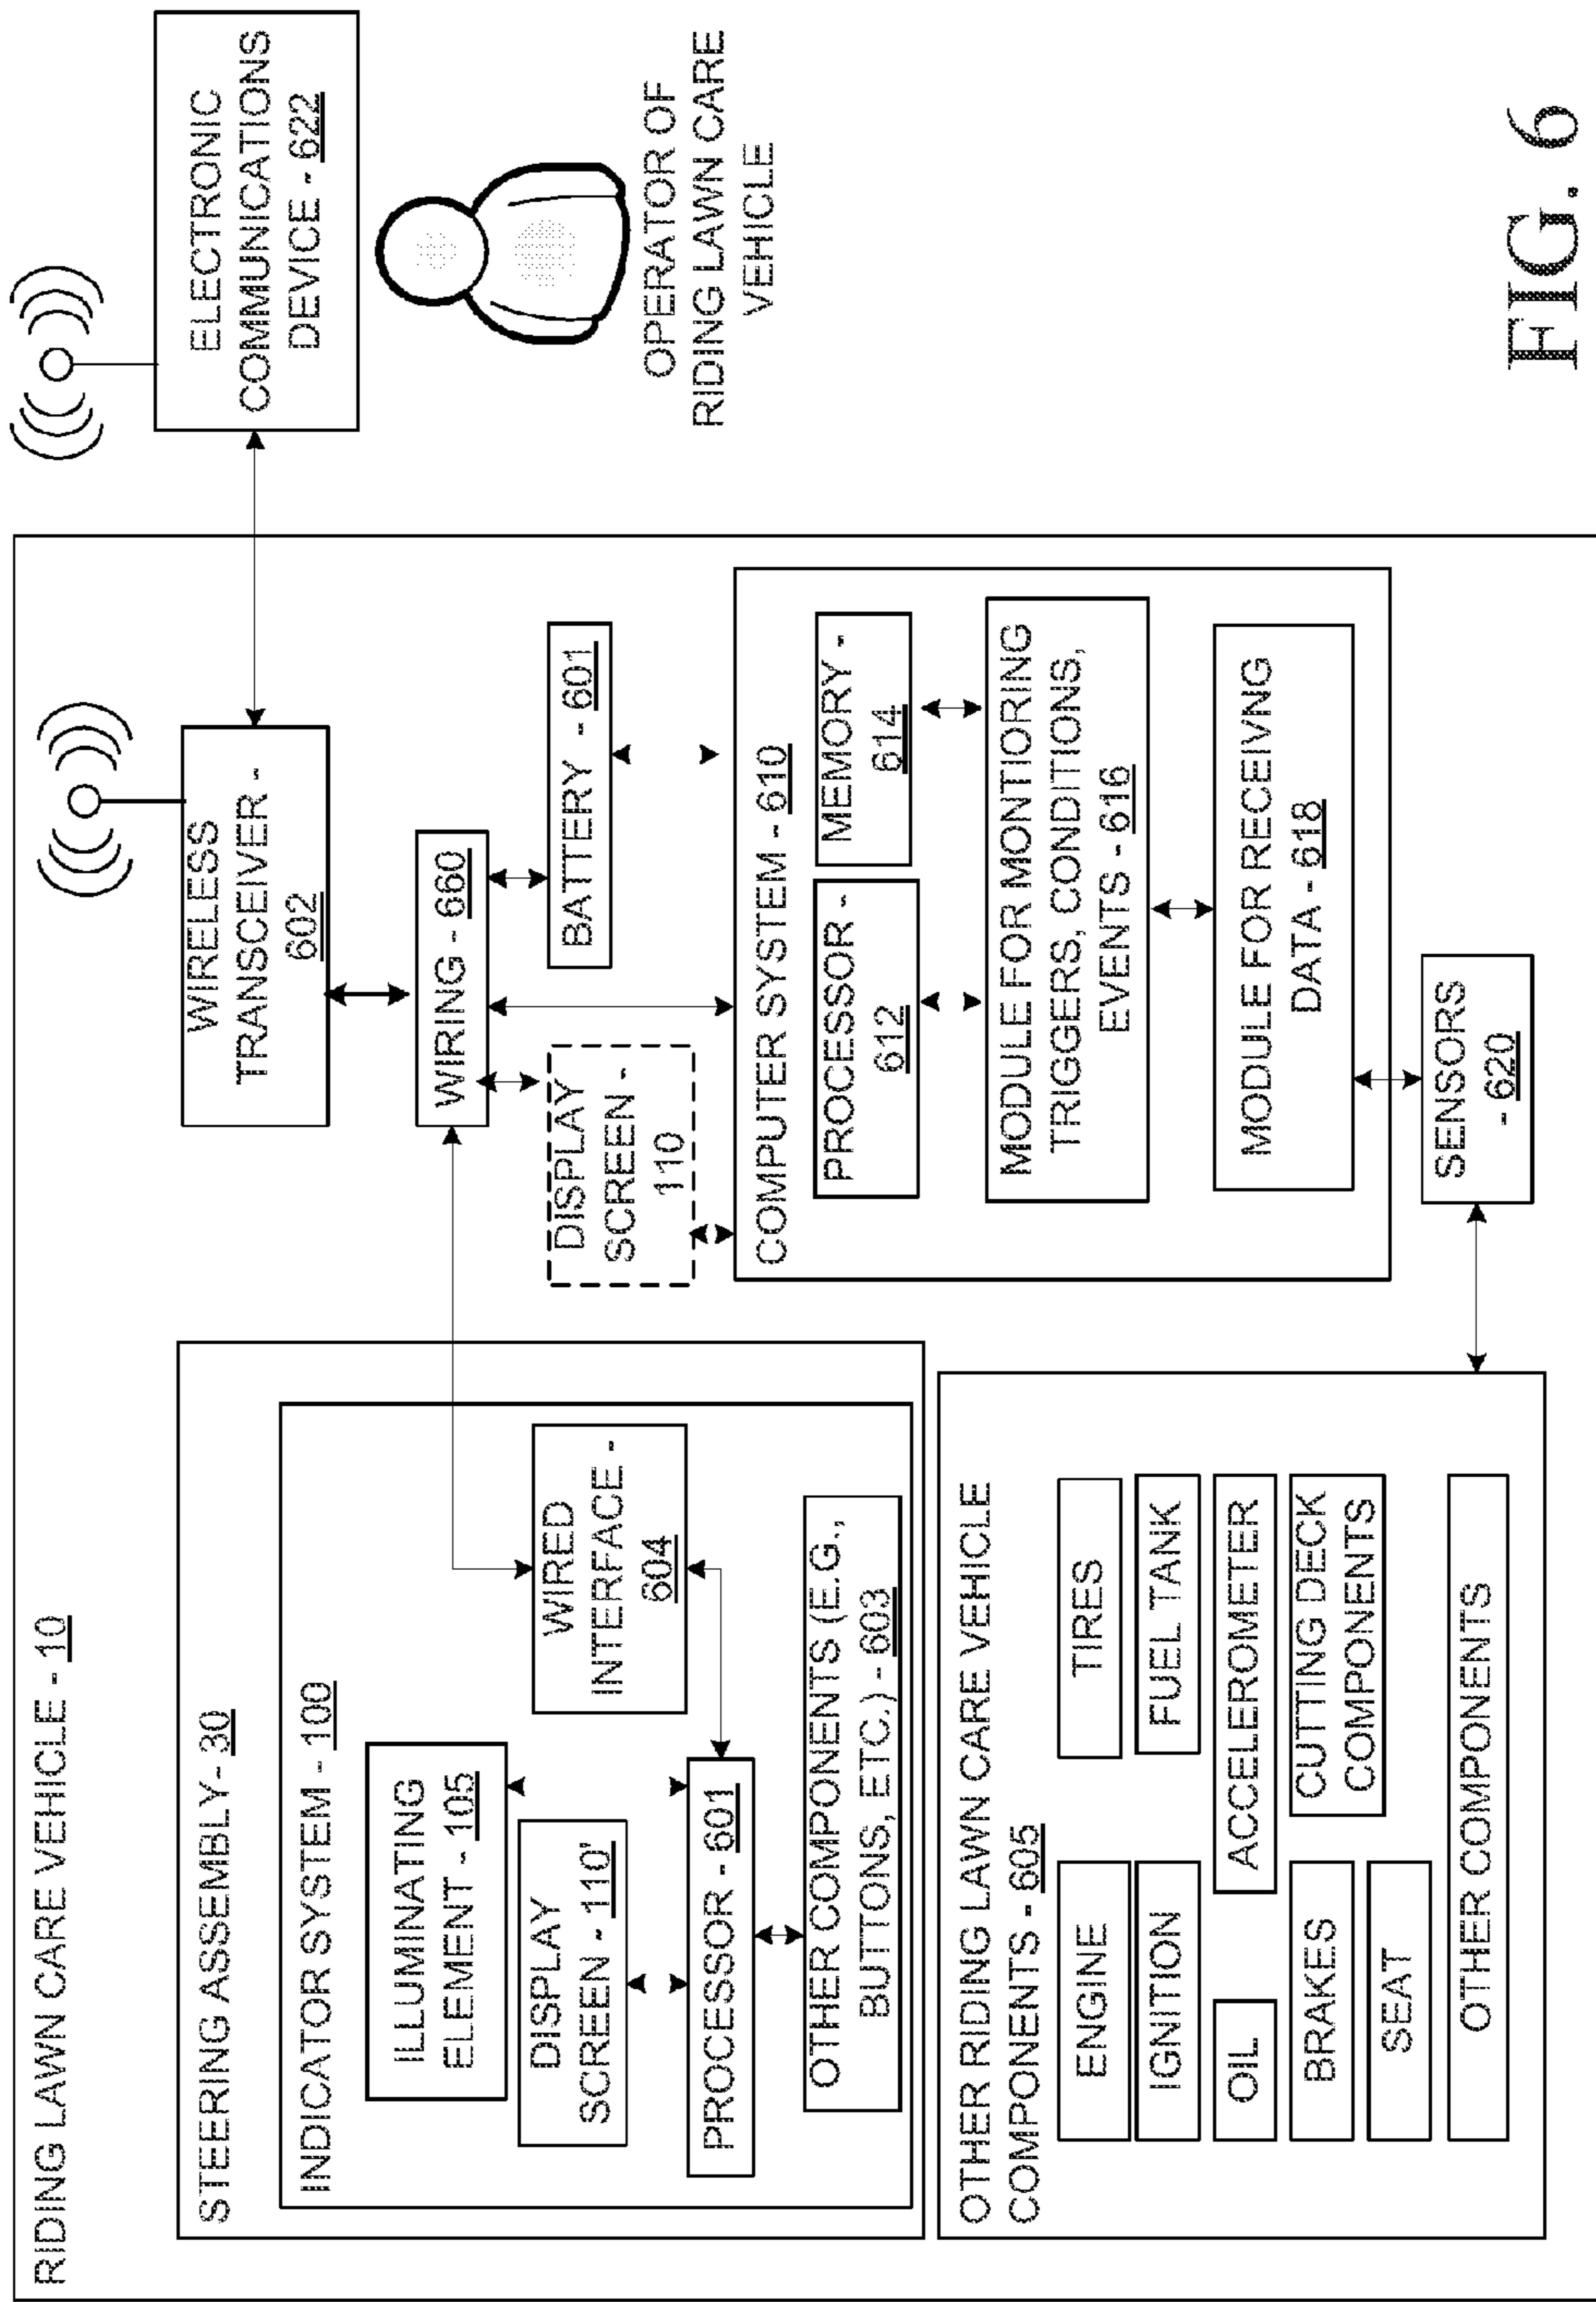 RIDING LAWN CARE VEHICLE - 10
STEERING ASSEMBLY- 30
INDICATOR SYSTEM - 100
ILLUMINATING
ELEMENT - 105
DISPLAY
SCREEN - 110'
PROCESSOR - 601
OTHER COMPONENTS (E.G.,
BUTTONS, ETC.) - 603
WIRED
INTERFACE -
604
OTHER RIDING LAWN CARE VEHICLE
COMPONENTS - 605
ENGINE
TIRES
IGNITION
FUEL TANK
OIL
ACCELEROMETER
BRAKES
CUTTING DECK
COMPONENTS
SEAT
OTHER COMPONENTS
WIRELESS
TRANSCEIVER -
602
WIRING - 660
DISPLAY
SCREEN -
110
BATTERY - 601
COMPUTER SYSTEM - 610
PROCESSOR -
612
MEMORY -
614
MODULE FOR MONTIORING
TRIGGERS, CONDITIONS,
EVENTS - 616
MODULE FOR RECEIVNG
DATA - 618
SENSORS
- 620
ELECTRONIC
COMMUNICATIONS
DEVICE - 622
OPERATOR OF
RIDING LAWN CARE
VEHICLE
FIG. 6